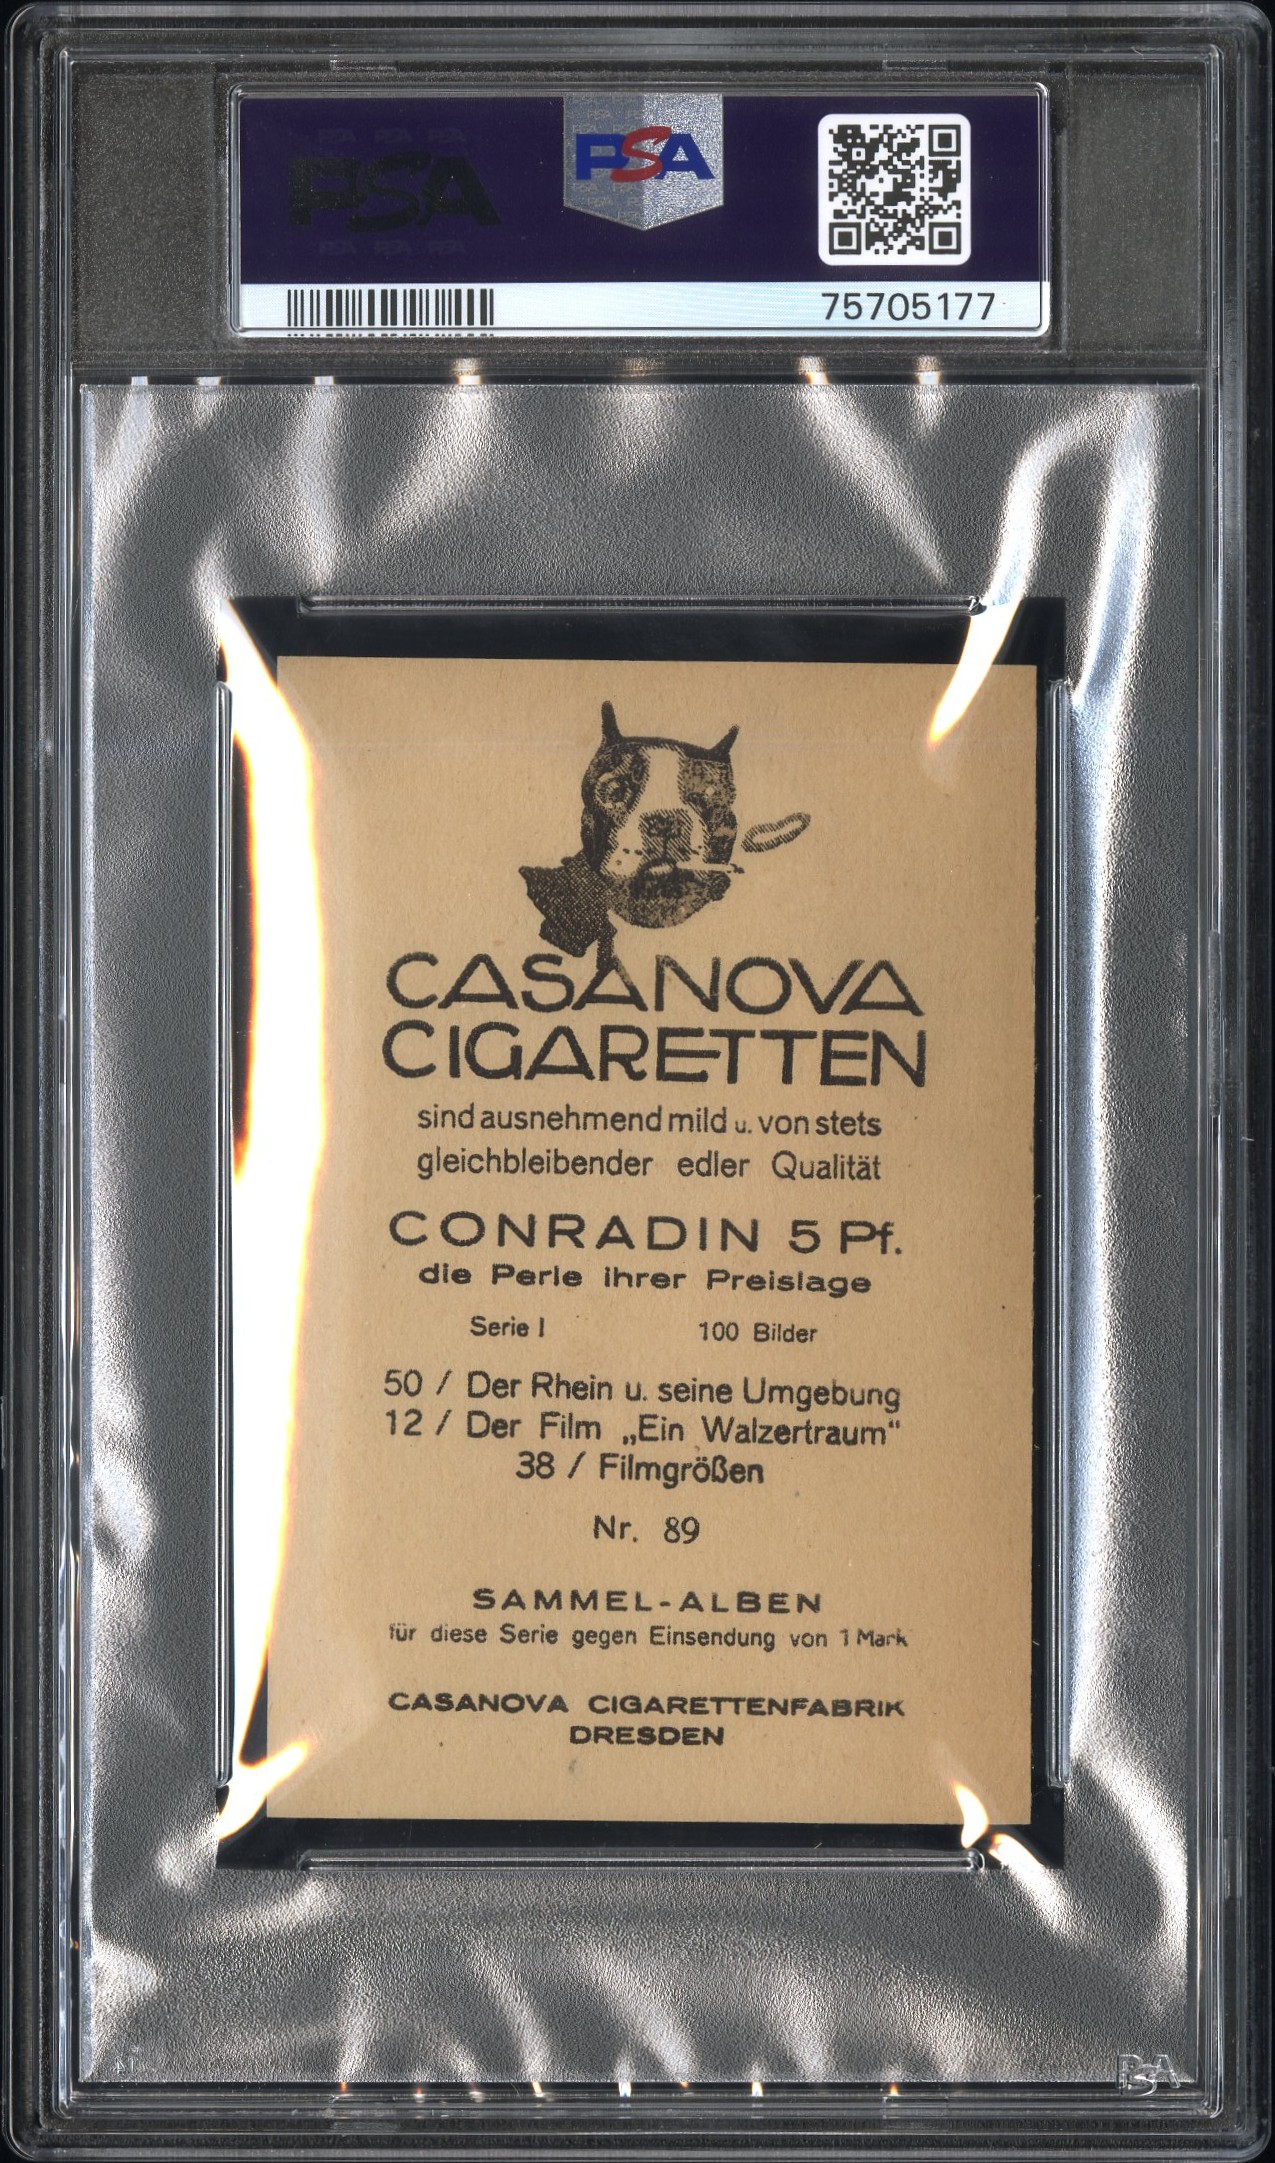 PSA
PSA
75705177
CASANOVA
CIGARETTEN
sind ausnehmend mild u. von stets
gleichbleibender edler Qualität
CONRADIN 5 Pf.
die Perle ihrer Preislage
Serie I 100 Bilder
50 / Der Rhein u. seine Umgebung
12 / Der Film „Ein Walzertraum“
38 / Filmgrößen
Nr. 89
SAMMEL-ALBEN
für diese Serie gegen Einsendung von 1 Mark
CASANOVA CIGARETTENFABRIK
DRESDEN
PSA